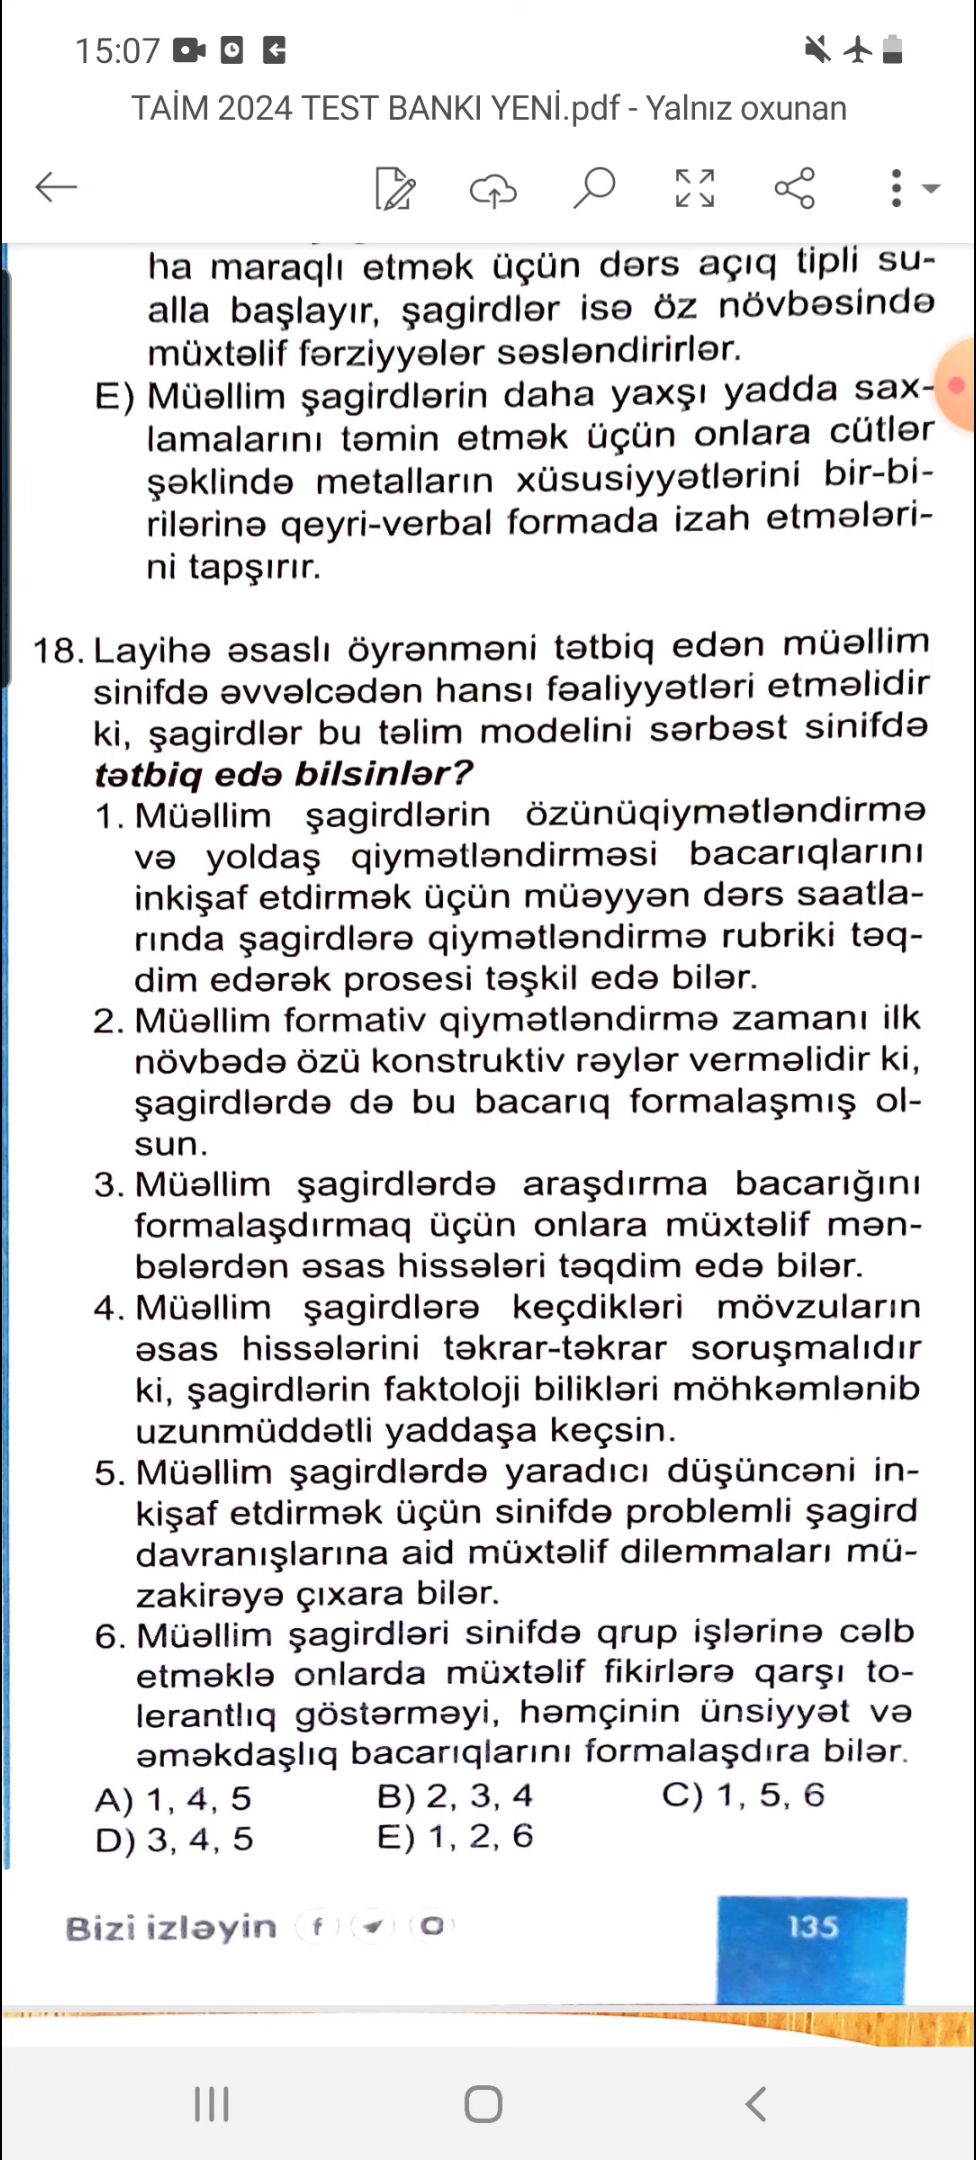 15:07
TAİM 2024 TEST BANKI YENİ.pdf - Yalnız oxunan
ha maraqlı etmək üçün dərs açıq tipli su-
alla başlayır, şagirdlər isə öz növbəsində
müxtəlif fərziyyələr səsləndirirlər.
E) Müəllim şagirdlərin daha yaxşı yadda sax-
lamalarını təmin etmək üçün onlara cütlər
şəklində metalların xüsusiyyətlərini bir-bi-
rilərinə qeyri-verbal formada izah etmələri-
ni tapşırır.
18. Layihə əsaslı öyrənməni tətbiq edən müəllim
sinifdə əvvəlcədən hansı fəaliyyətləri etməlidir
ki, şagirdlər bu təlim modelini sərbəst sinifdə
tətbiq edə bilsinlər?
1. Müəllim şagirdlərin özünüqiymətləndirmə
və yoldaş qiymətləndirməsi bacarıqlarını
inkişaf etdirmək üçün müəyyən dərs saatla-
rında şagirdlərə qiymətləndirmə rubriki təq-
dim edərək prosesi təşkil edə bilər.
2. Müəllim formativ qiymətləndirmə zamanı ilk
növbədə özü konstruktiv rəylər verməlidir ki,
şagirdlərdə də bu bacarıq formalaşmış ol-
sun.
3. Müəllim şagirdlərdə araşdırma bacarığını
formalaşdırmaq üçün onlara müxtəlif mən-
bələrdən əsas hissələri təqdim edə bilər.
4. Müəllim şagirdlərə keçdikləri mövzuların
əsas hissələrini təkrar-təkrar soruşmalıdır
ki, şagirdlərin faktoloji bilikləri möhkəmlənib
uzunmüddətli yaddaşa keçsin.
5. Müəllim şagirdlərdə yaradıcı düşüncəni in-
kişaf etdirmək üçün sinifdə problemli şagird
davranışlarına aid müxtəlif dilemmaları mü-
zakirəyə çıxara bilər.
6. Müəllim şagirdləri sinifdə qrup işlərinə cəlb
etməklə onlarda müxtəlif fikirlərə qarşı to-
lerantlıq göstərməyi, həmçinin ünsiyyət və
əməkdaşlıq bacarıqlarını formalaşdıra bilər.
A) 1, 4, 5 B) 2, 3, 4 C) 1, 5, 6
D) 3, 4, 5 E) 1, 2, 6
Bizi izləyin
135